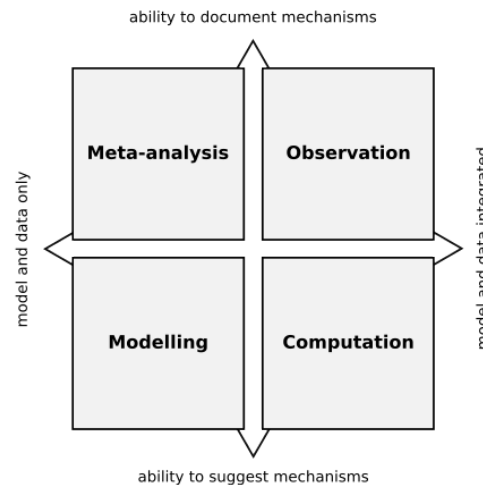 ability to document mechanisms
Meta-analysis
Observation
model and data only
model and data integrated
Modelling
Computation
ability to suggest mechanisms